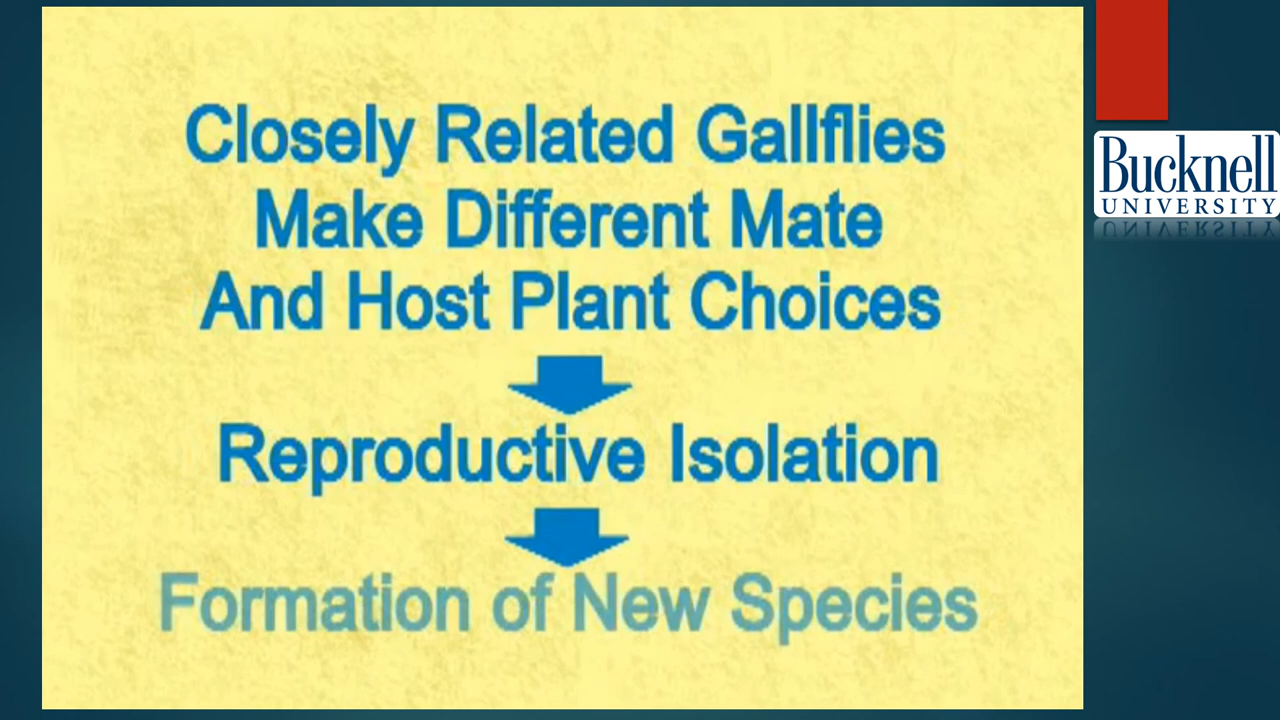 Closely Related Gallflies
Make Different Mate
And Host Plant Choices
Reproductive Isolation
Formation of New Species
Bucknell
UNIVERSITY